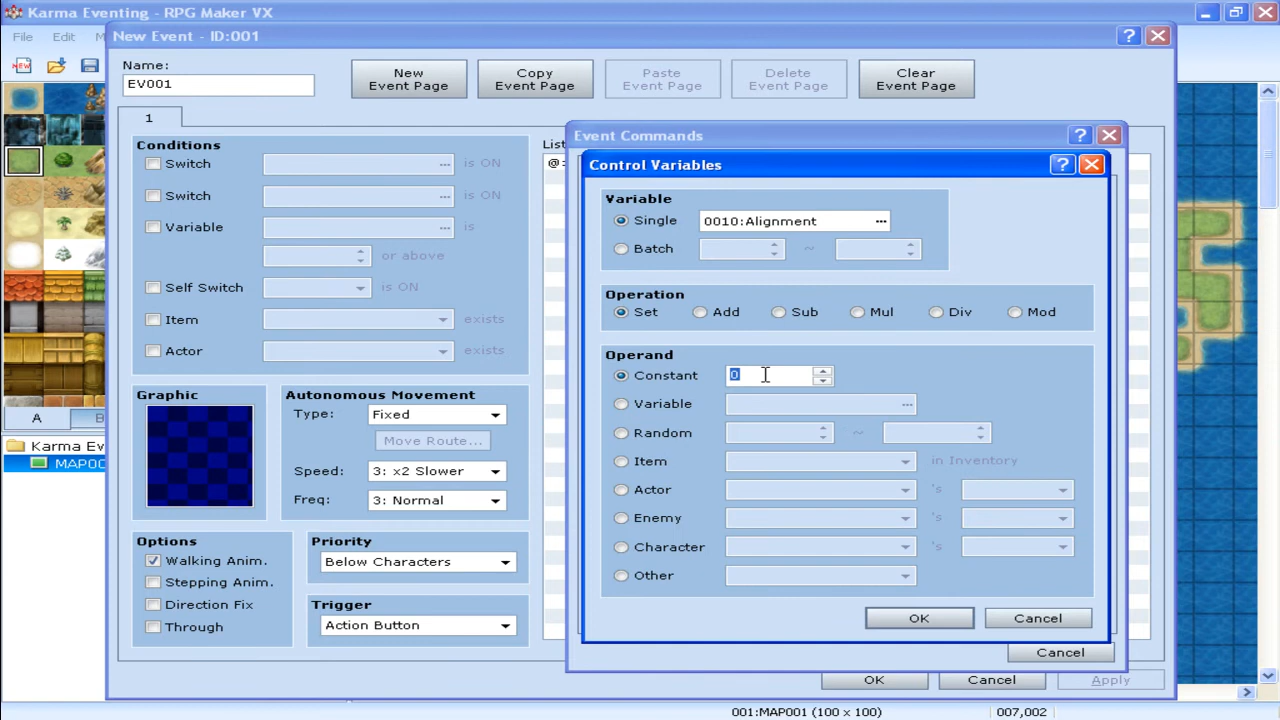 Karma Eventing - RPG Maker VX
File Edit M
New Event - ID:001
NEW
Name:
EV001
New Event Page
Copy Event Page
Paste Event Page
Delete Event Page
Clear Event Page
1
Conditions
Switch ... is ON
Switch ... is ON
Variable ... is
or above
Self Switch is ON
Item exists
Actor exists
Graphic
Autonomous Movement
Type: Fixed
Move Route...
Speed: 3: x2 Slower
Freq: 3: Normal
Options
Walking Anim.
Stepping Anim.
Direction Fix
Through
Priority
Below Characters
Trigger
Action Button
List
@:
Event Commands
Control Variables
Variable
Single 0010:Alignment ...
Batch ~
Operation
Set Add Sub Mul Div Mod
Operand
Constant 0
Variable ...
Random ~
Item in Inventory
Actor 's
Enemy 's
Character 's
Other
OK Cancel
Cancel
OK Cancel Apply
A B
Karma Ev
MAP00
001:MAP001 (100 x 100) 007,002